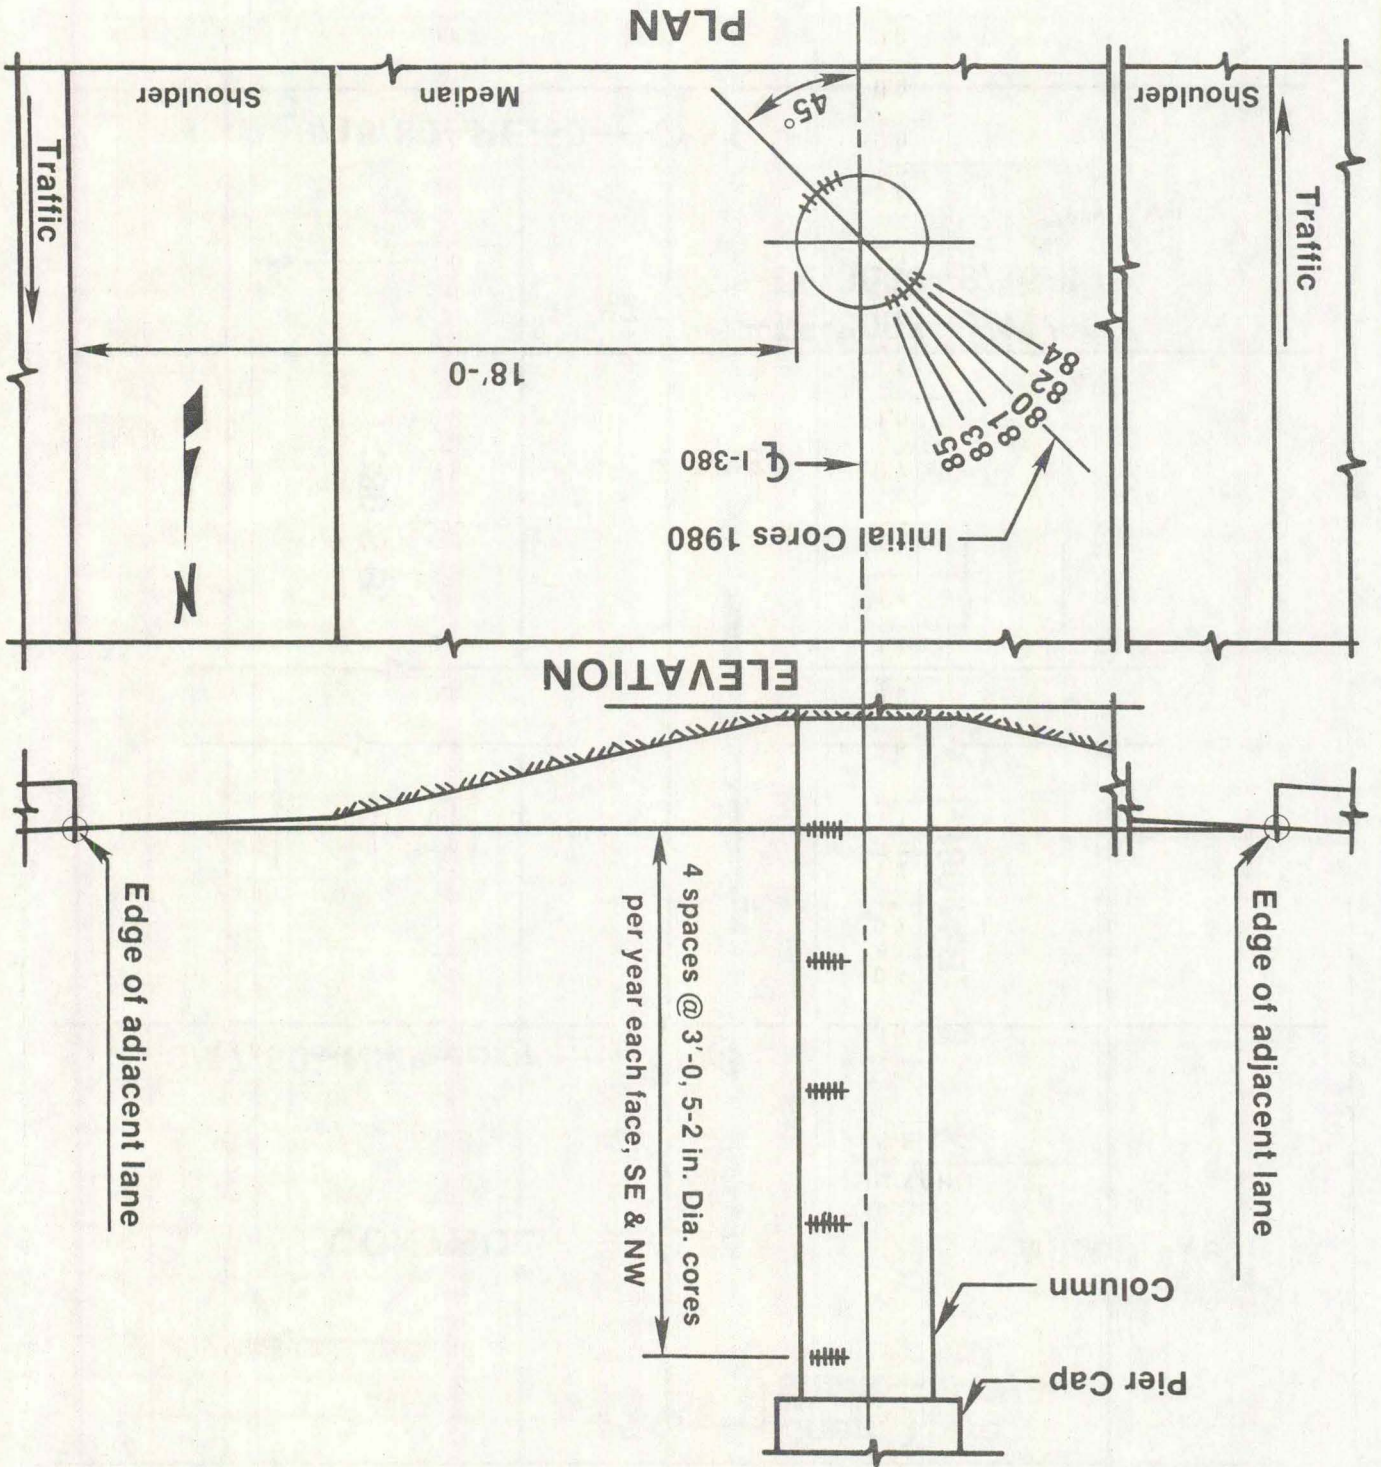 Pier Cap
Column
Edge of adjacent lane
4 spaces @ 3'-0, 5-2 in. Dia. cores
per year each face, SE & NW
Edge of adjacent lane
ELEVATION
N
Initial Cores 1980
℄ I-380
85
83
81
80
82
84
18'-0
Traffic
Traffic
45°
Shoulder
Median
Shoulder
PLAN